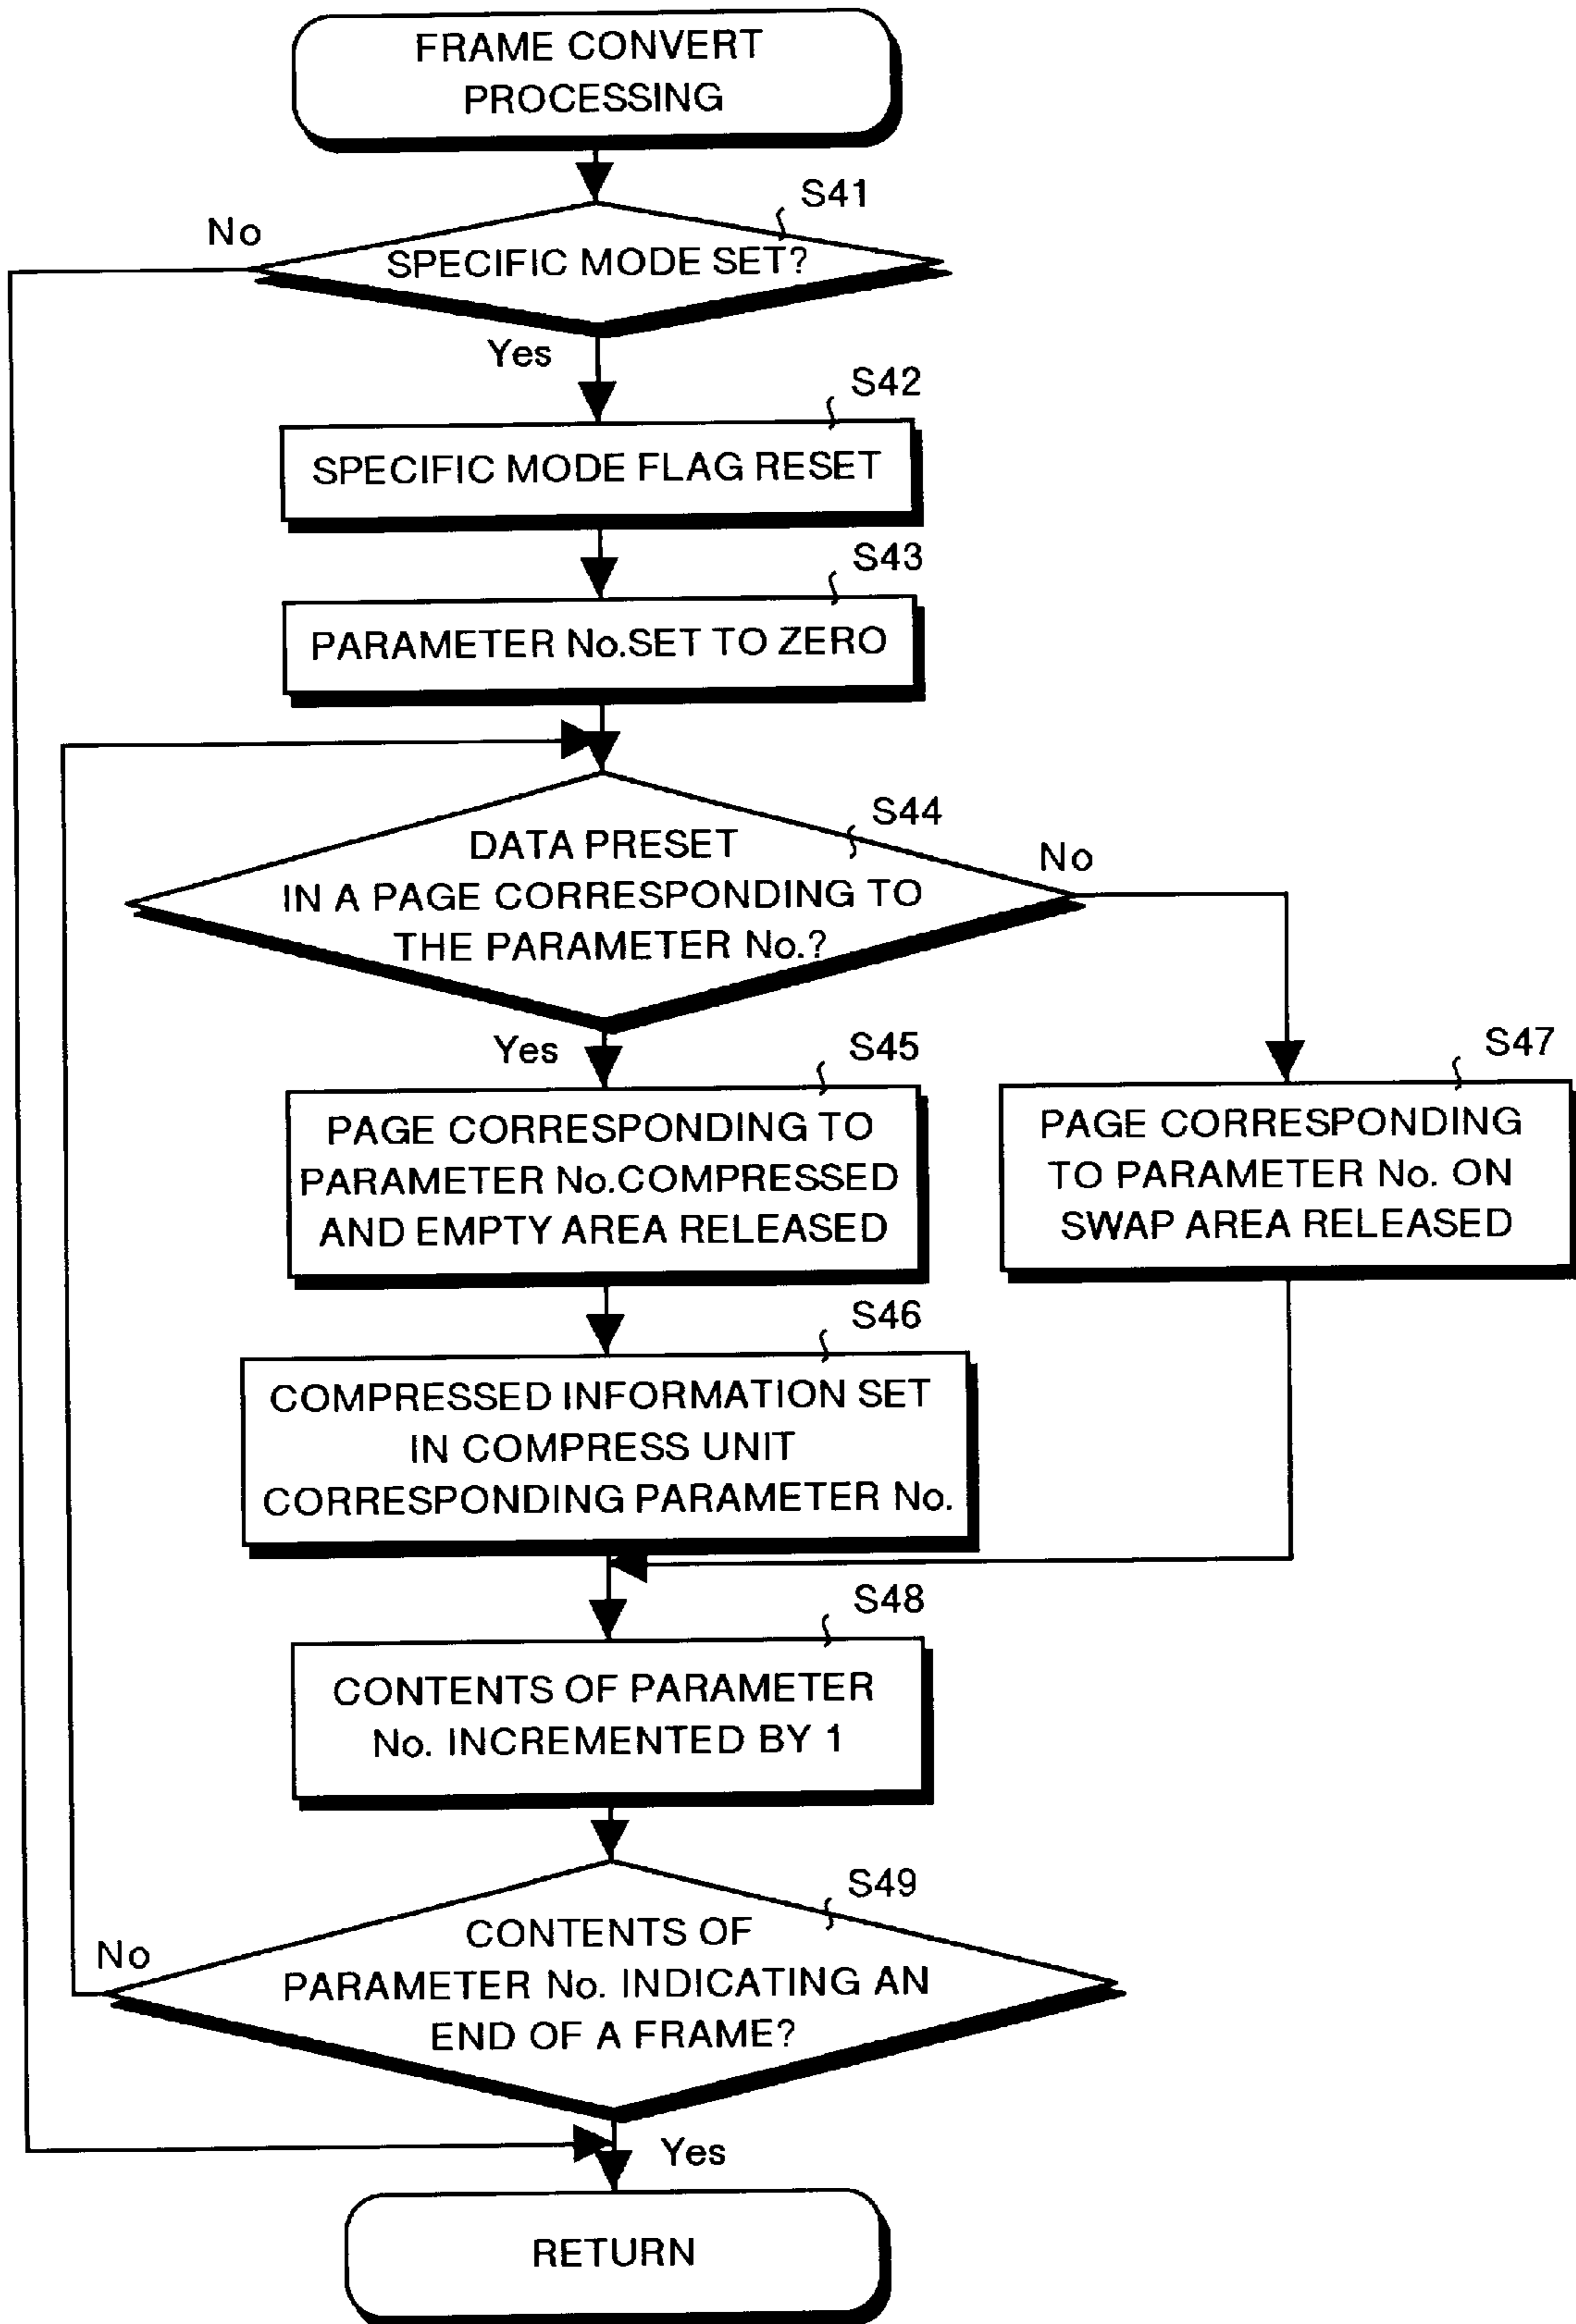 FRAME CONVERT
PROCESSING
S41
No
SPECIFIC MODE SET?
Yes
S42
SPECIFIC MODE FLAG RESET
S43
PARAMETER No.SET TO ZERO
S44
DATA PRESET
IN A PAGE CORRESPONDING TO
THE PARAMETER No.?
No
Yes
S45
PAGE CORRESPONDING TO
PARAMETER No.COMPRESSED
AND EMPTY AREA RELEASED
S47
PAGE CORRESPONDING
TO PARAMETER No. ON
SWAP AREA RELEASED
S46
COMPRESSED INFORMATION SET
IN COMPRESS UNIT
CORRESPONDING PARAMETER No.
S48
CONTENTS OF PARAMETER
No. INCREMENTED BY 1
S49
No
CONTENTS OF
PARAMETER No. INDICATING AN
END OF A FRAME?
Yes
RETURN